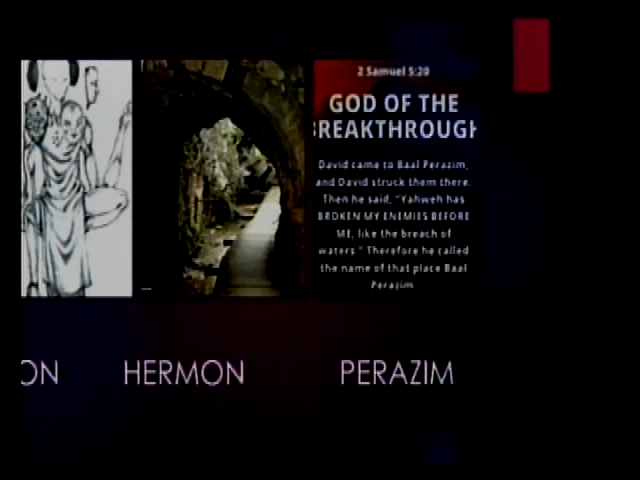 2 Samuel 5:20
GOD OF THE
BREAKTHROUGH
David came to Baal Perazim,
and David struck them there.
Then he said, "Yahweh has
BROKEN MY ENEMIES BEFORE
ME, like the breach of
waters." Therefore he called
the name of that place Baal
Perazim
ON
HERMON
PERAZIM